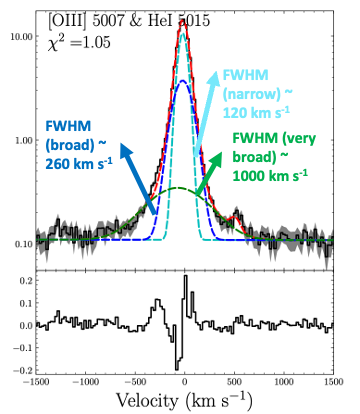 [OIII] 5007 & HeI 5015
χ² =1.05
10.00
1.00
0.10
FWHM
(broad) ~
260 km s⁻¹
FWHM
(narrow) ~
120 km s⁻¹
FWHM (very
broad) ~
1000 km s⁻¹
0.2
0.1
0.0
−0.1
−0.2
−1500
−1000
−500
0
500
1000
1500
Velocity (km s⁻¹)